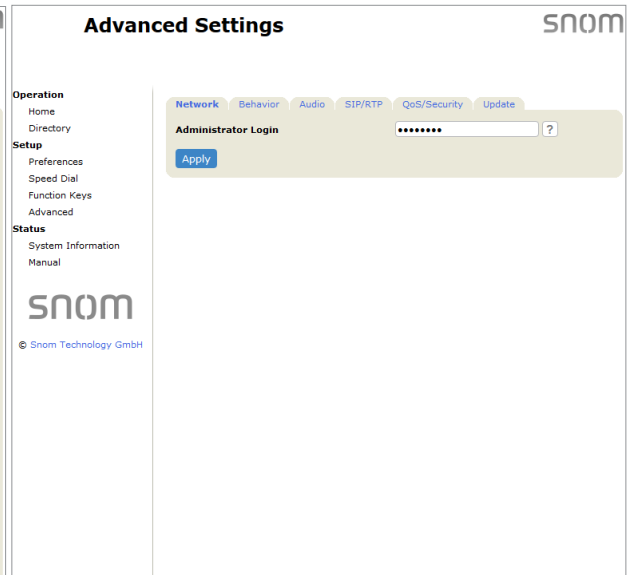 Advanced Settings
snom
Operation
Home
Directory
Setup
Preferences
Speed Dial
Function Keys
Advanced
Status
System Information
Manual
snom
© Snom Technology GmbH
Network Behavior Audio SIP/RTP QoS/Security Update
Administrator Login •••••••• ?
Apply